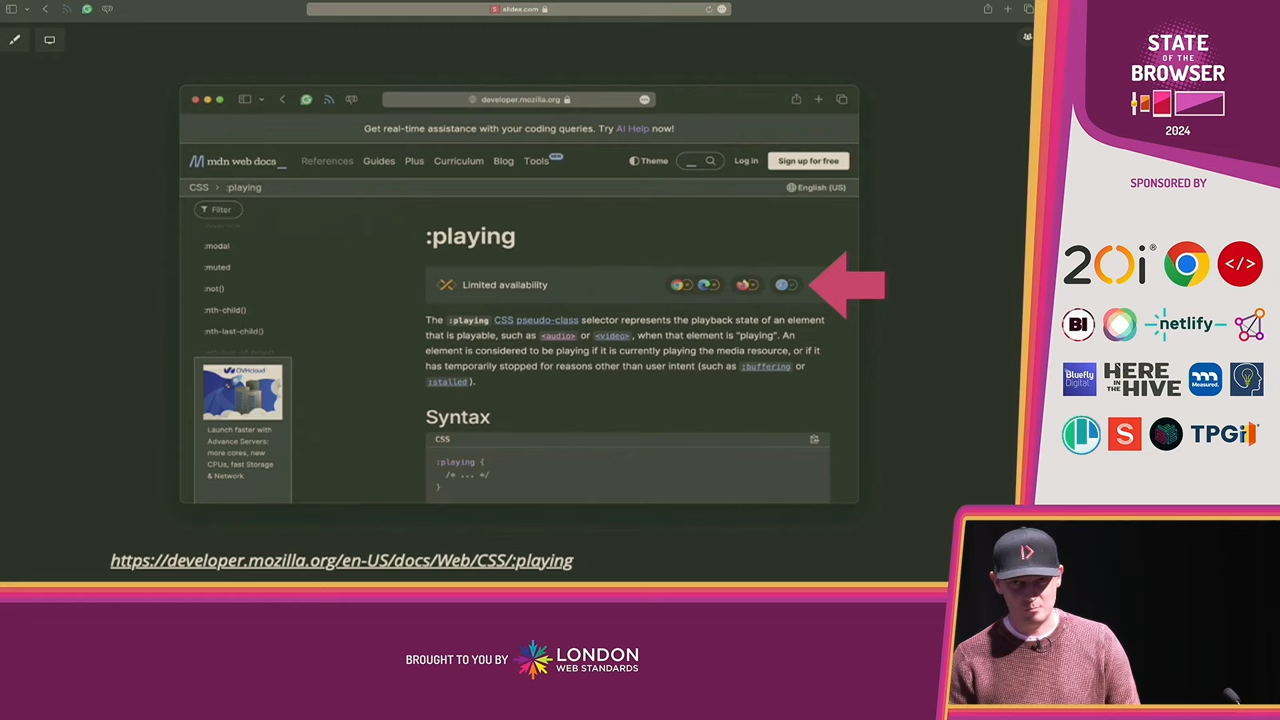 slides.com
developer.mozilla.org
Get real-time assistance with your coding queries. Try AI Help now!
mdn web docs_
References
Guides
Plus
Curriculum
Blog
Tools
Theme
Log in
Sign up for free
CSS › :playing
English (US)
Filter
:modal
:muted
:not()
:nth-child()
:nth-last-child()
OVHcloud
Launch faster with
Advance Servers:
more cores, new
CPUs, fast Storage
& Network
:playing
Limited availability
The :playing CSS pseudo-class selector represents the playback state of an element
that is playable, such as <audio> or <video>, when that element is "playing". An
element is considered to be playing if it is currently playing the media resource, or if it
has temporarily stopped for reasons other than user intent (such as :buffering or
:stalled).
Syntax
CSS
:playing {
/* ... */
}
https://developer.mozilla.org/en-US/docs/Web/CSS/:playing
STATE
OF THE
BROWSER
2024
SPONSORED BY
20i
</>
BI
netlify
Bluefly
Digital
HERE
IN THE
HIVE
Measured.
S
TPGi
BROUGHT TO YOU BY
LONDON
WEB STANDARDS